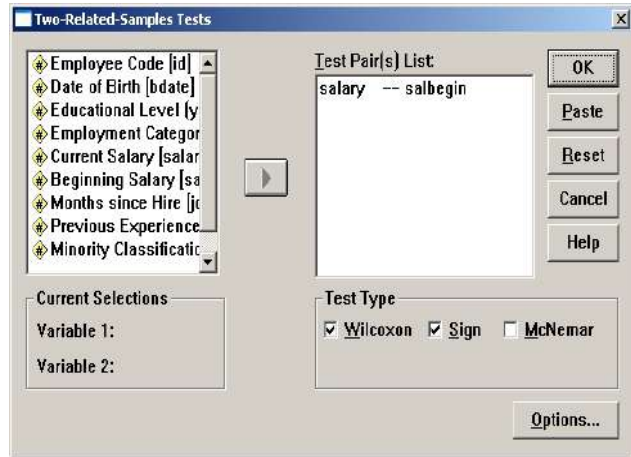 Two-Related-Samples Tests
Employee Code [id]
Date of Birth [bdate]
Educational Level (y
Employment Categor
Current Salary [salar
Beginning Salary [sa
Months since Hire [jo
Previous Experience
Minority Classificatic
Current Selections
Variable 1:
Variable 2:
Test Pair(s) List:
salary -- salbegin
Test Type
Wilcoxon Sign McNemar
OK
Paste
Reset
Cancel
Help
Options...